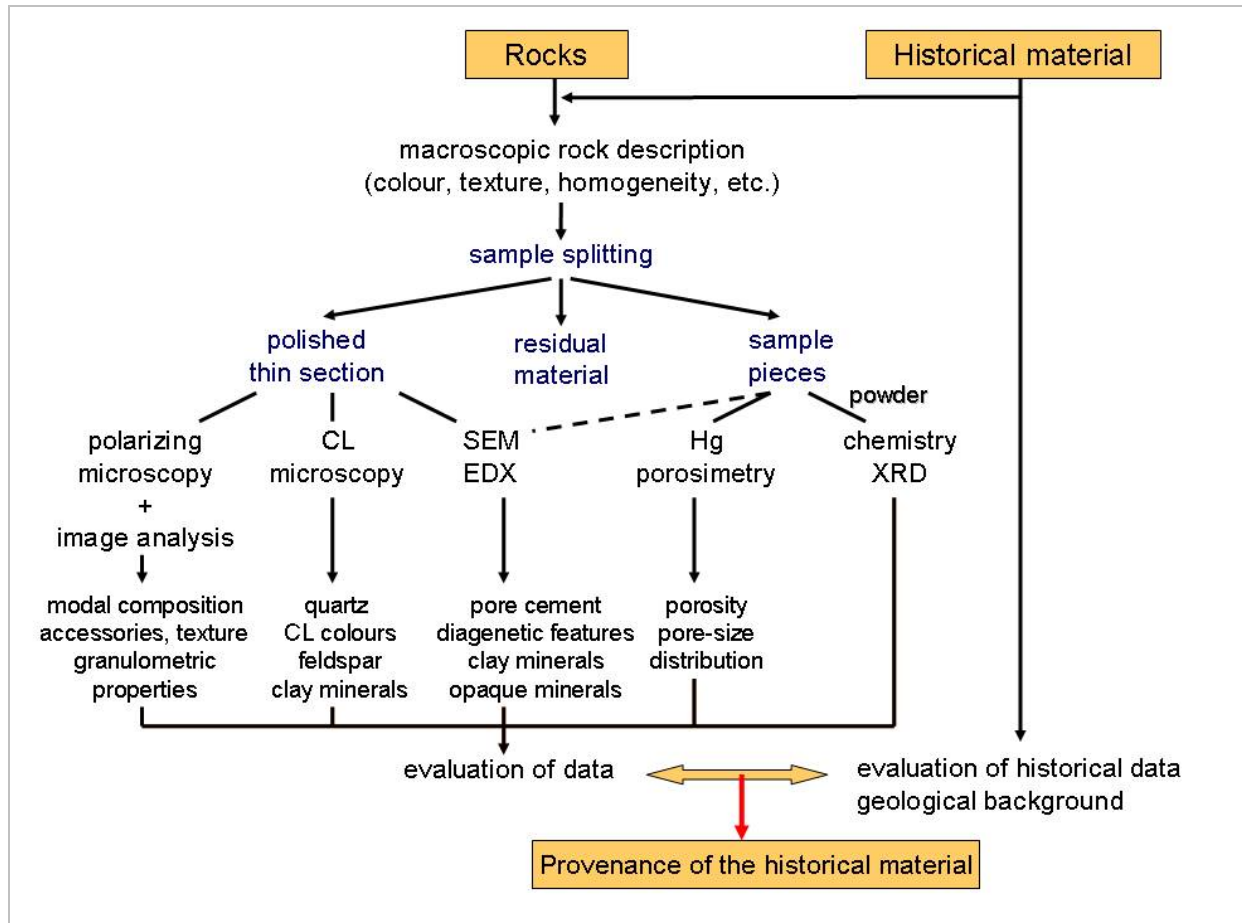 Rocks
Historical material
macroscopic rock description
(colour, texture, homogeneity, etc.)
sample splitting
polished
thin section
residual
material
sample
pieces
powder
polarizing
microscopy
+
image analysis
CL
microscopy
SEM
EDX
Hg
porosimetry
chemistry
XRD
modal composition
accessories, texture
granulometric
properties
quartz
CL colours
feldspar
clay minerals
pore cement
diagenetic features
clay minerals
opaque minerals
porosity
pore-size
distribution
evaluation of data
evaluation of historical data
geological background
Provenance of the historical material